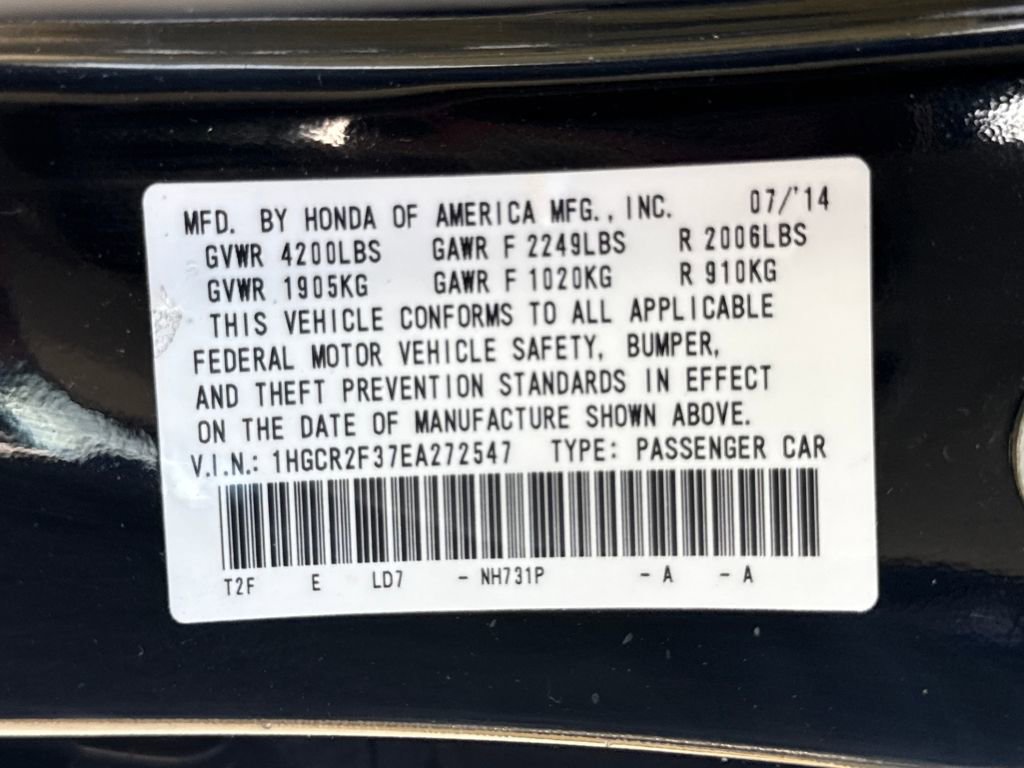 MFD. BY HONDA OF AMERICA MFG., INC. 07/'14
GVWR 4200LBS GAWR F 2249LBS R 2006LBS
GVWR 1905KG GAWR F 1020KG R 910KG
THIS VEHICLE CONFORMS TO ALL APPLICABLE
FEDERAL MOTOR VEHICLE SAFETY, BUMPER,
AND THEFT PREVENTION STANDARDS IN EFFECT
ON THE DATE OF MANUFACTURE SHOWN ABOVE.
V.I.N.: 1HGCR2F37EA272547 TYPE: PASSENGER CAR
T2F E LD7 - NH731P - A - A